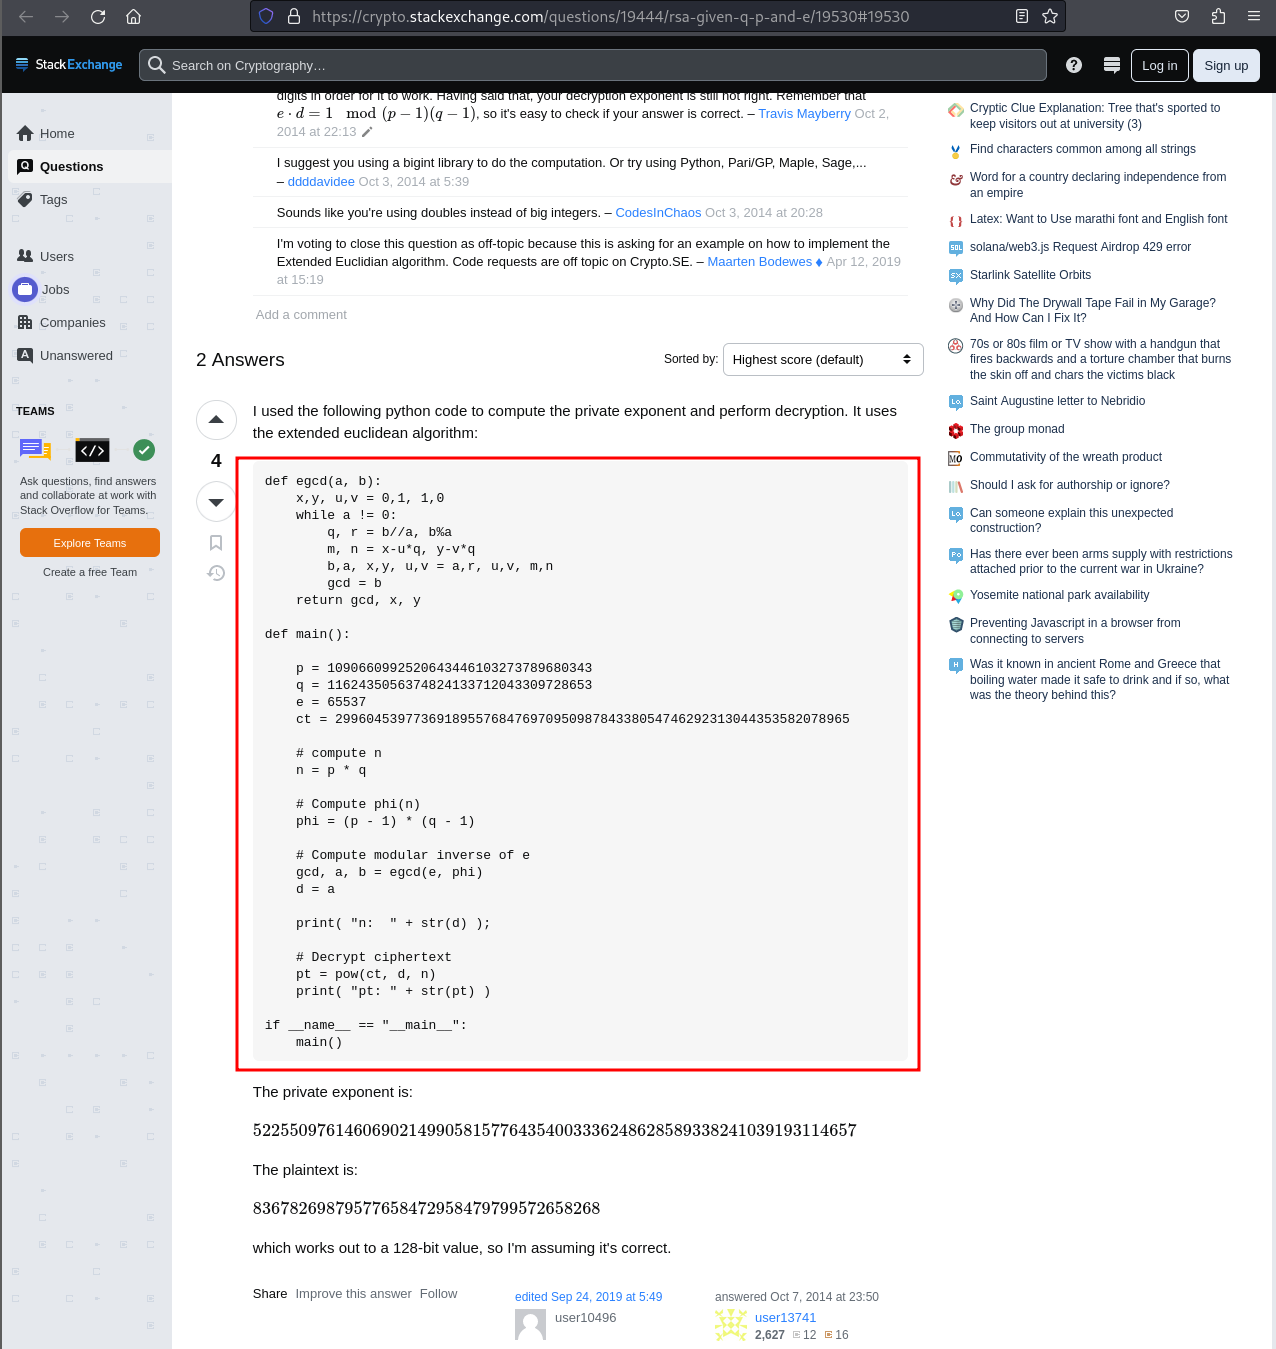 https://crypto.stackexchange.com/questions/19444/rsa-given-q-p-and-e/19530#19530
StackExchange
Search on Cryptography…
Log in
Sign up
Home
Questions
Tags
Users
Jobs
Companies
Unanswered
TEAMS
Ask questions, find answers
and collaborate at work with
Stack Overflow for Teams.
Explore Teams
Create a free Team
digits in order for it to work. Having said that, your decryption exponent is still not right. Remember that
e · d = 1 mod (p − 1)(q − 1), so it's easy to check if your answer is correct. – Travis Mayberry Oct 2,
2014 at 22:13
I suggest you using a bigint library to do the computation. Or try using Python, Pari/GP, Maple, Sage,...
– ddddavidee Oct 3, 2014 at 5:39
Sounds like you're using doubles instead of big integers. – CodesInChaos Oct 3, 2014 at 20:28
I'm voting to close this question as off-topic because this is asking for an example on how to implement the
Extended Euclidian algorithm. Code requests are off topic on Crypto.SE. – Maarten Bodewes ♦ Apr 12, 2019
at 15:19
Add a comment
2 Answers
Sorted by:
Highest score (default)
4
I used the following python code to compute the private exponent and perform decryption. It uses
the extended euclidean algorithm:
def egcd(a, b):
    x,y, u,v = 0,1, 1,0
    while a != 0:
        q, r = b//a, b%a
        m, n = x-u*q, y-v*q
        b,a, x,y, u,v = a,r, u,v, m,n
        gcd = b
    return gcd, x, y
def main():
    p = 1090660992520643446103273789680343
    q = 1162435056374824133712043309728653
    e = 65537
    ct = 299604539773691895576847697095098784338054746292313044353582078965
    # compute n
    n = p * q
    # Compute phi(n)
    phi = (p - 1) * (q - 1)
    # Compute modular inverse of e
    gcd, a, b = egcd(e, phi)
    d = a
    print( "n:  " + str(d) );
    # Decrypt ciphertext
    pt = pow(ct, d, n)
    print( "pt: " + str(pt) )
if __name__ == "__main__":
    main()
The private exponent is:
522550976146069021499058157764354003336248628589338241039193114657
The plaintext is:
83678269879577658472958479799572658268
which works out to a 128-bit value, so I'm assuming it's correct.
Share Improve this answer Follow
edited Sep 24, 2019 at 5:49
user10496
answered Oct 7, 2014 at 23:50
user13741
2,627 12 16
Cryptic Clue Explanation: Tree that's sported to
keep visitors out at university (3)
Find characters common among all strings
Word for a country declaring independence from
an empire
Latex: Want to Use marathi font and English font
solana/web3.js Request Airdrop 429 error
Starlink Satellite Orbits
Why Did The Drywall Tape Fail in My Garage?
And How Can I Fix It?
70s or 80s film or TV show with a handgun that
fires backwards and a torture chamber that burns
the skin off and chars the victims black
Saint Augustine letter to Nebridio
The group monad
Commutativity of the wreath product
Should I ask for authorship or ignore?
Can someone explain this unexpected
construction?
Has there ever been arms supply with restrictions
attached prior to the current war in Ukraine?
Yosemite national park availability
Preventing Javascript in a browser from
connecting to servers
Was it known in ancient Rome and Greece that
boiling water made it safe to drink and if so, what
was the theory behind this?